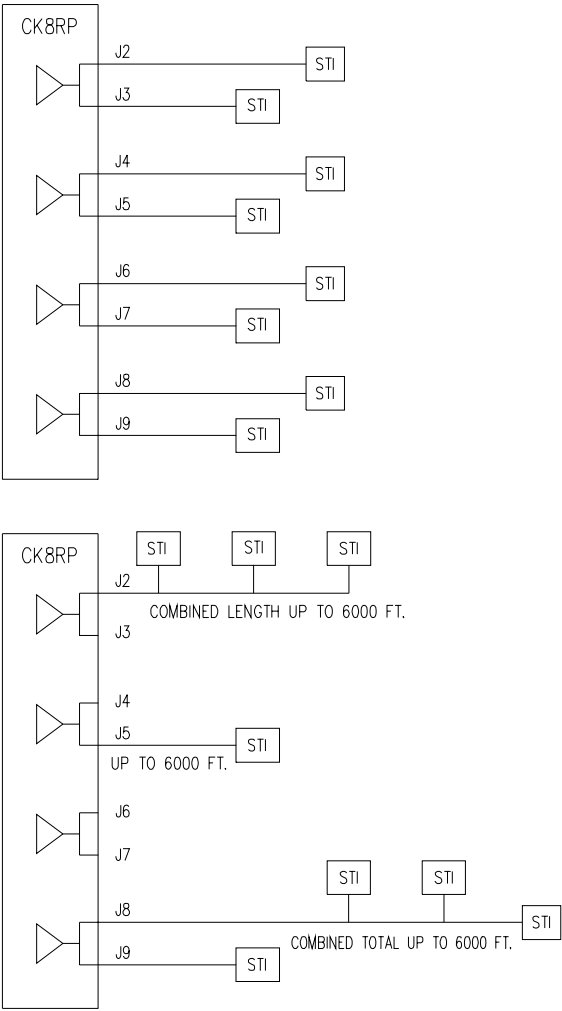 CK8RP
J2
STI
J3
STI
J4
STI
J5
STI
J6
STI
J7
STI
J8
STI
J9
STI
CK8RP
STI STI STI
J2
COMBINED LENGTH UP TO 6000 FT.
J3
J4
J5
STI
UP TO 6000 FT.
J6
J7
STI STI
J8
STI
COMBINED TOTAL UP TO 6000 FT.
J9
STI